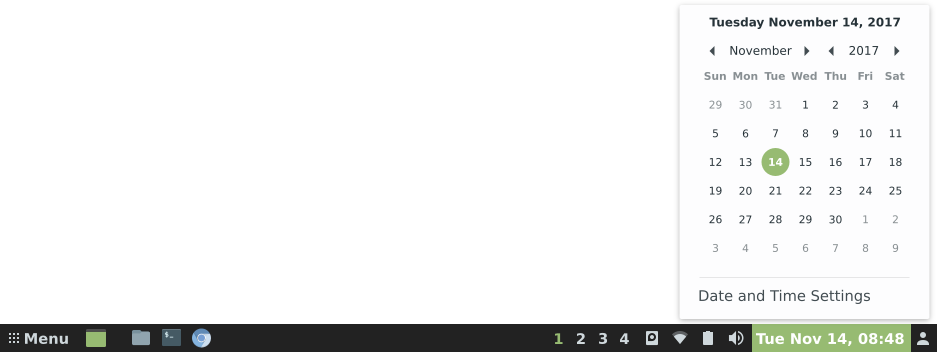 Tuesday November 14, 2017
November 2017
Sun Mon Tue Wed Thu Fri Sat
29 30 31 1 2 3 4
5 6 7 8 9 10 11
12 13 14 15 16 17 18
19 20 21 22 23 24 25
26 27 28 29 30 1 2
3 4 5 6 7 8 9
Date and Time Settings
Menu $_ 1 2 3 4 Tue Nov 14, 08:48